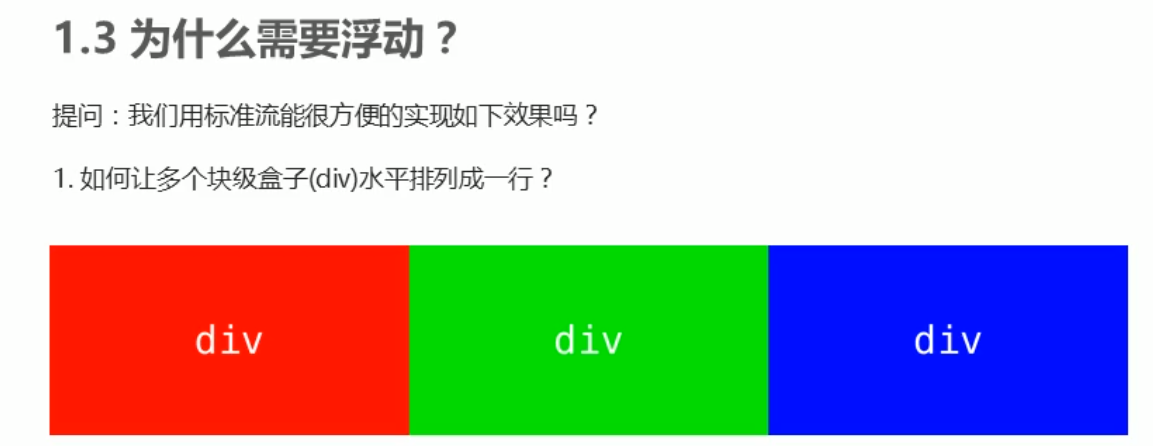 1.3 为什么需要浮动？
提问：我们用标准流能很方便的实现如下效果吗？
1. 如何让多个块级盒子(div)水平排列成一行？
div div div